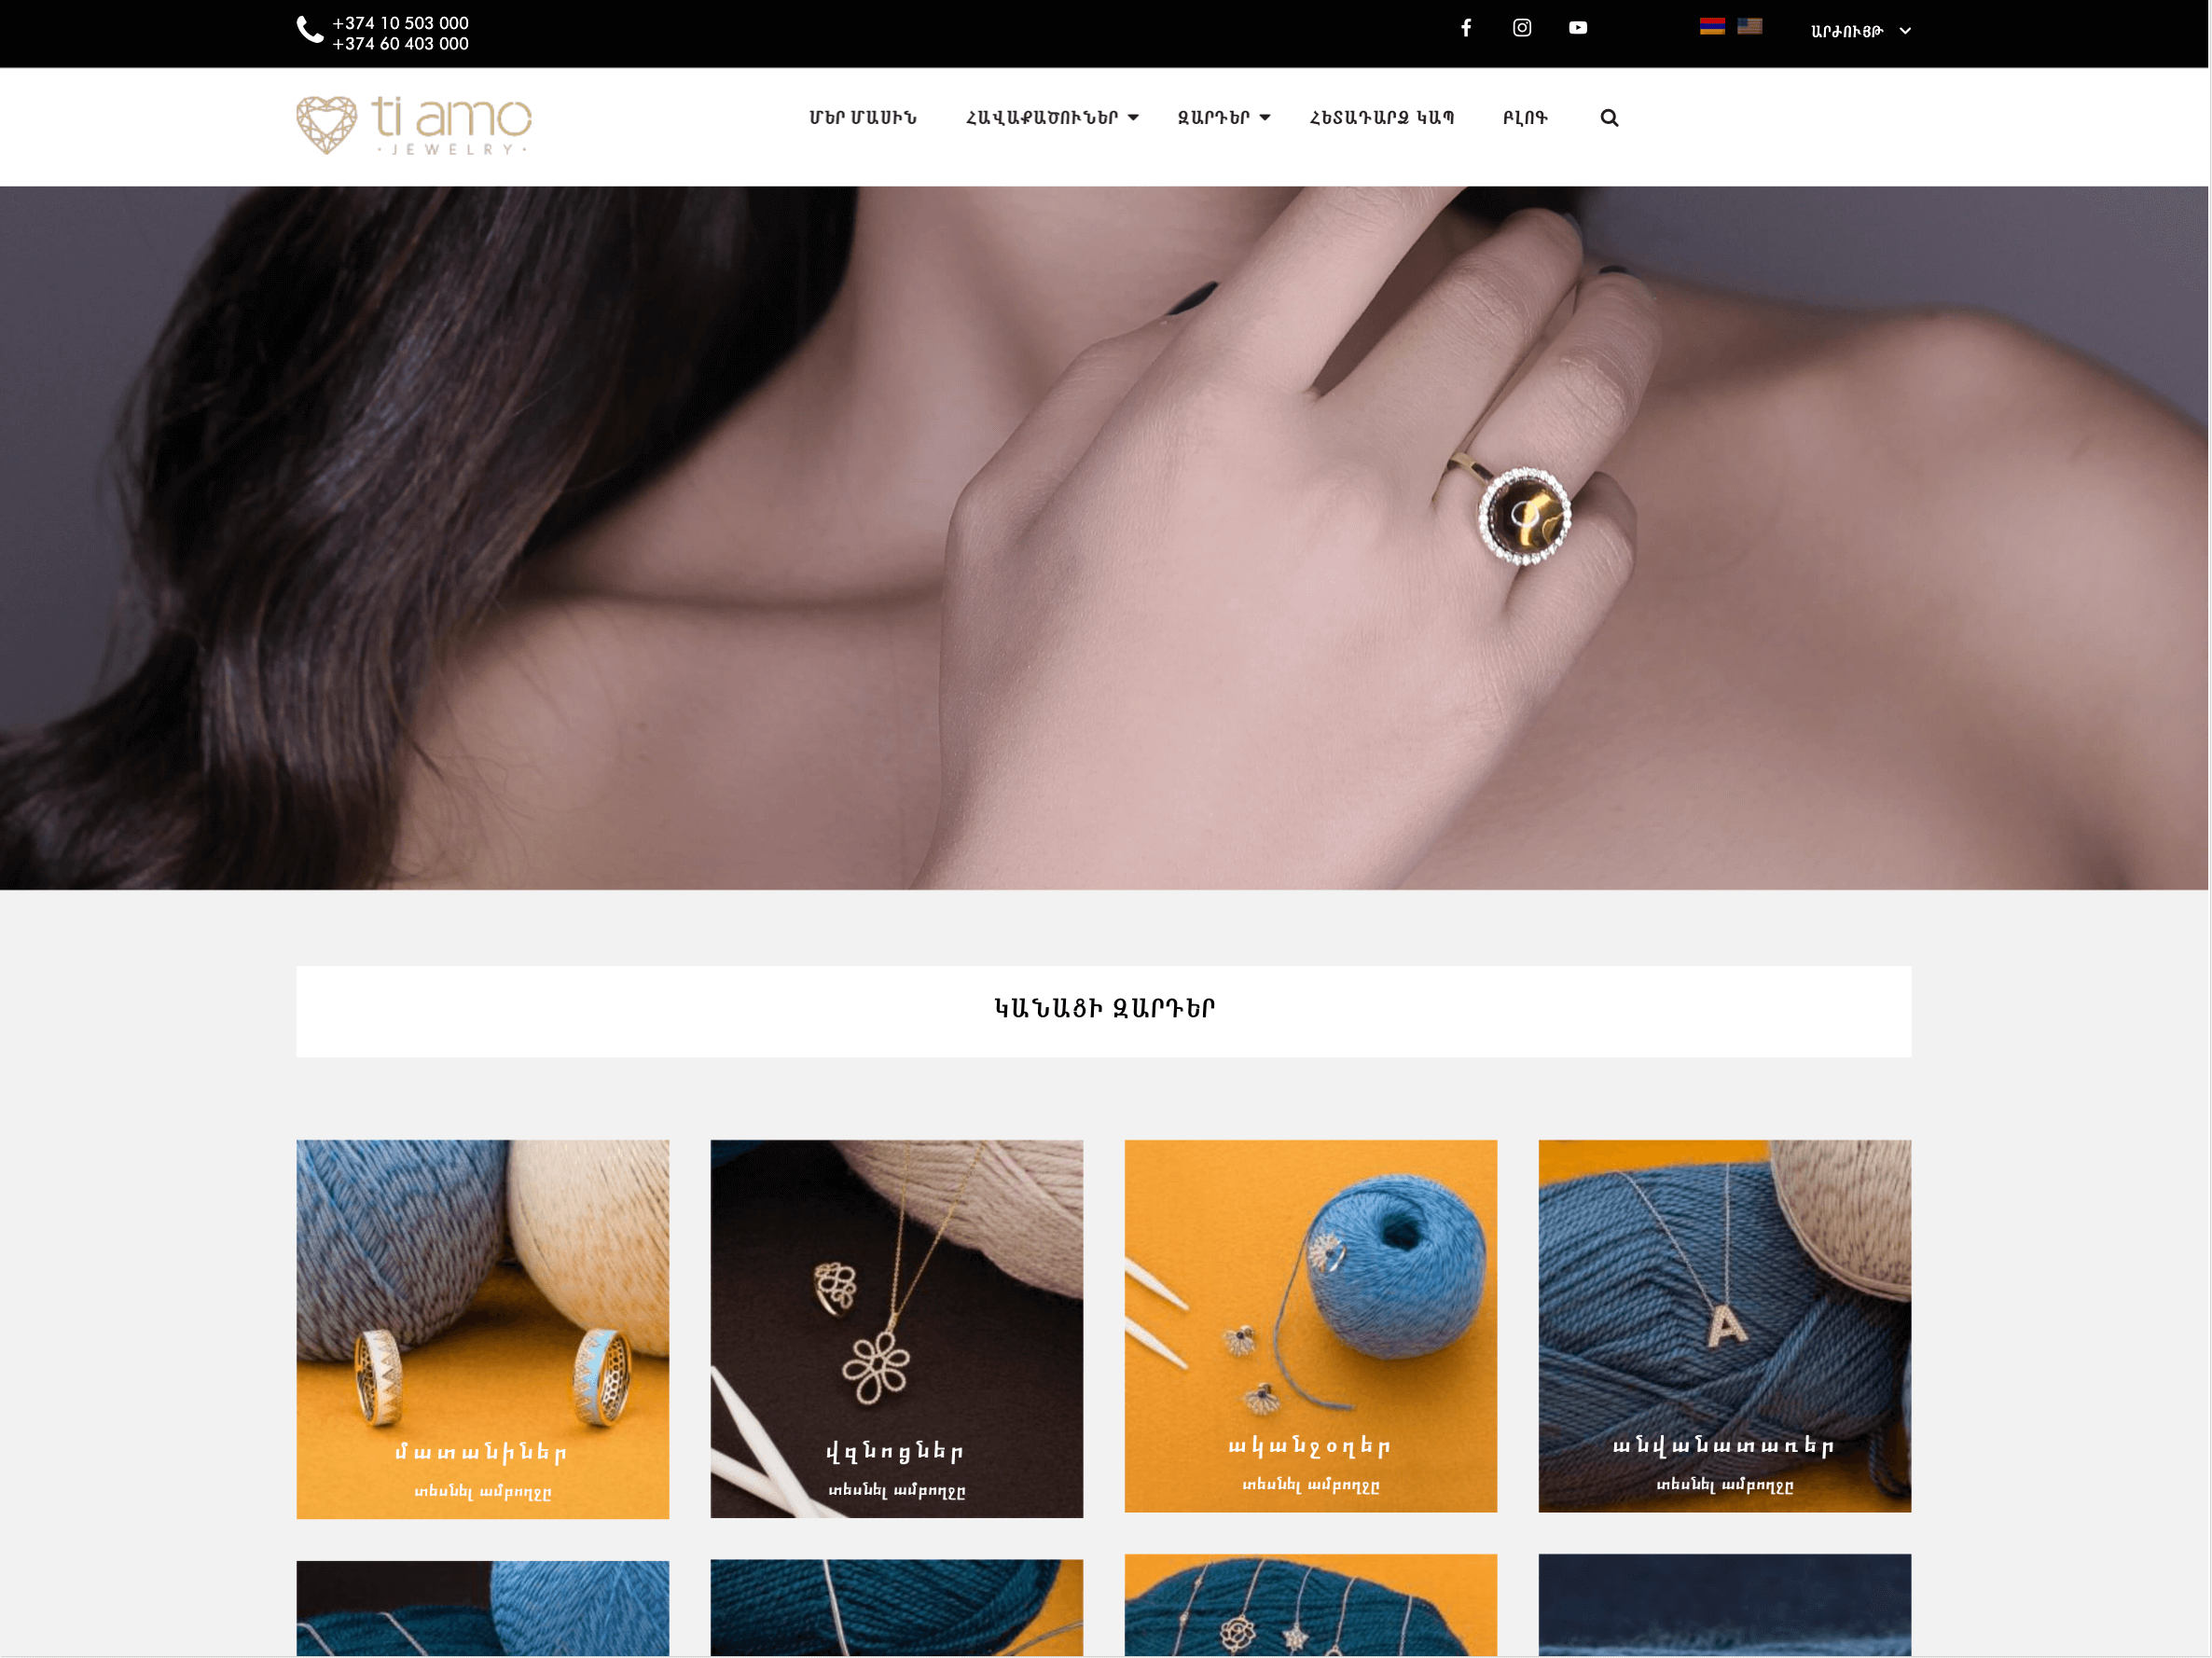 +374 10 503 000
+374 60 403 000
ԱՐԺՈՒՅԹ
ti amo
·JEWELRY·
ՄԵՐ ՄԱՍԻՆ ՀԱՎԱՔԱԾՈՒՆԵՐ ԶԱՐԴԵՐ ՀԵՏԱԴԱՐՁ ԿԱՊ ԲԼՈԳ
ԿԱՆԱՑԻ ԶԱՐԴԵՐ
մատանիներ
տեսնել ամբողջը
վզնոցներ
տեսնել ամբողջը
ականջօղեր
տեսնել ամբողջը
անվանատառեր
տեսնել ամբողջը
A